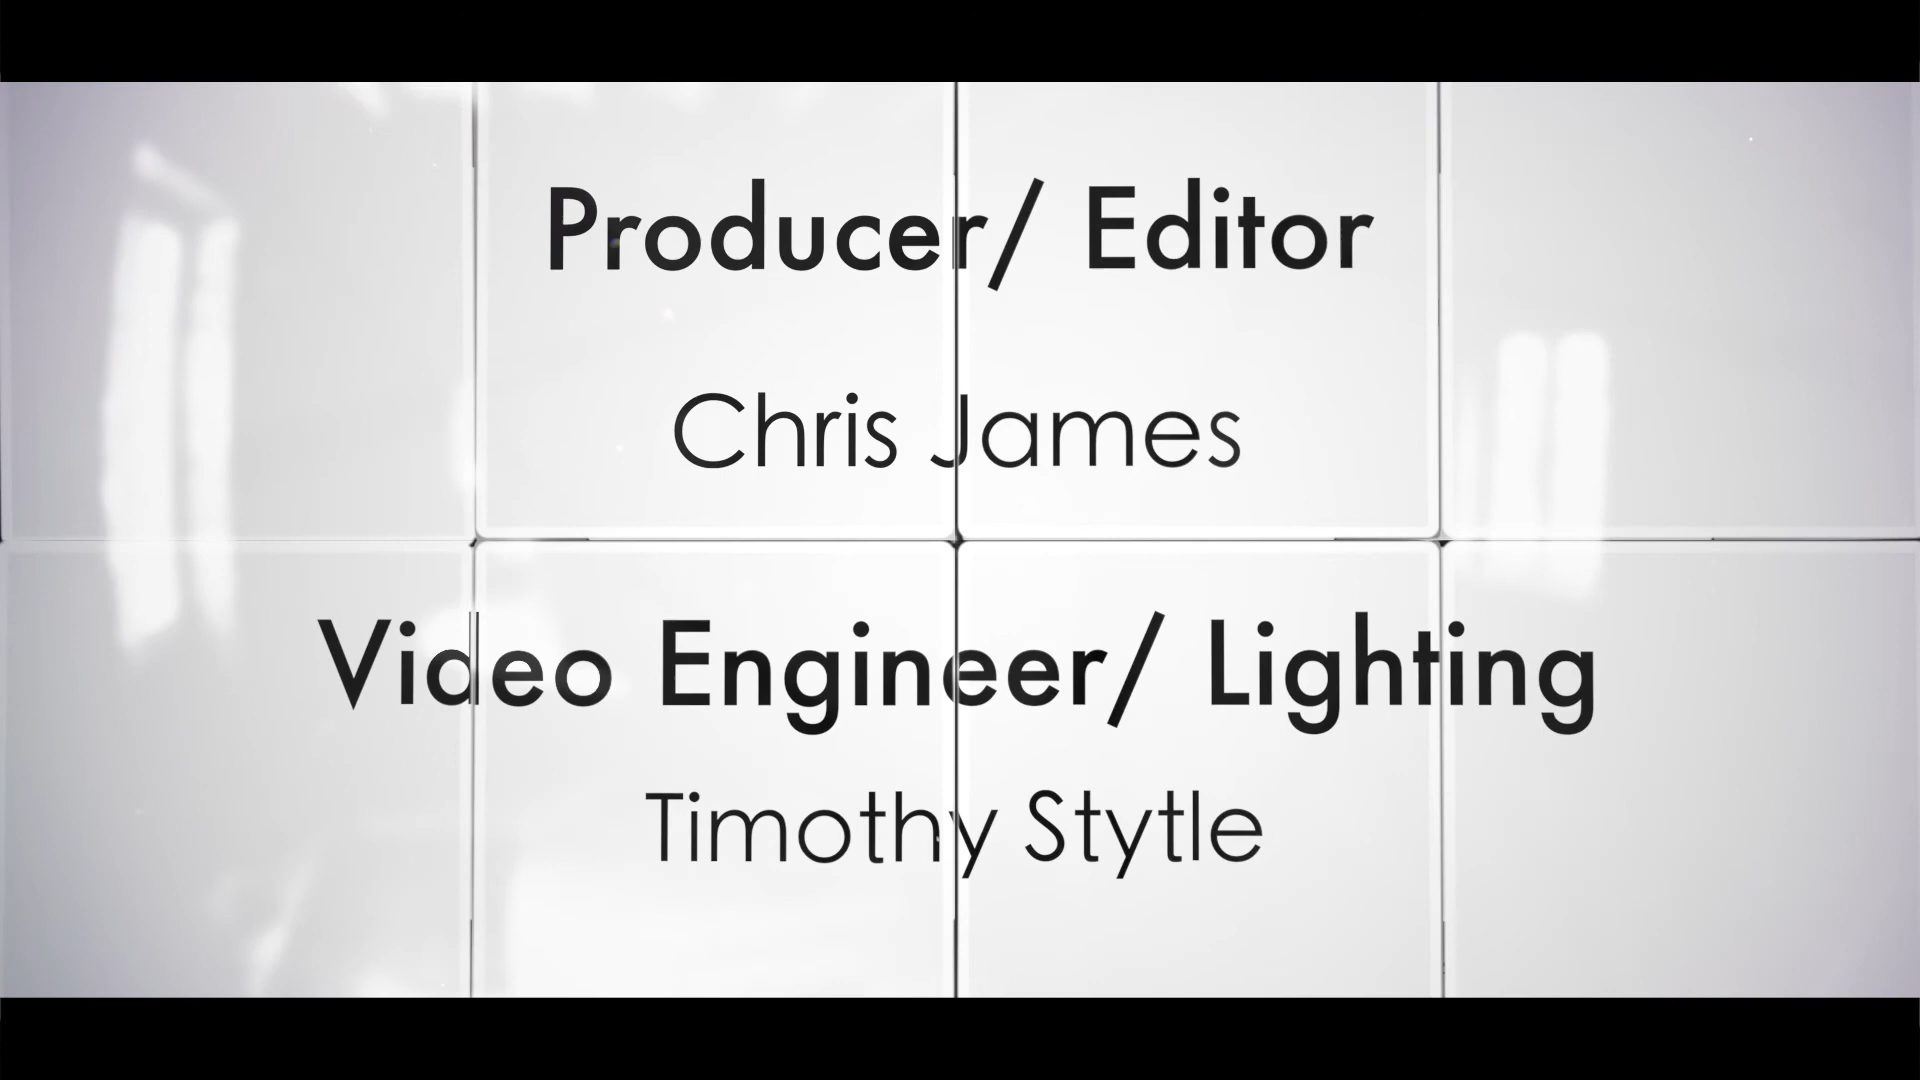 Producer/ Editor
Chris James
Video Engineer/ Lighting
Timothy Stytle